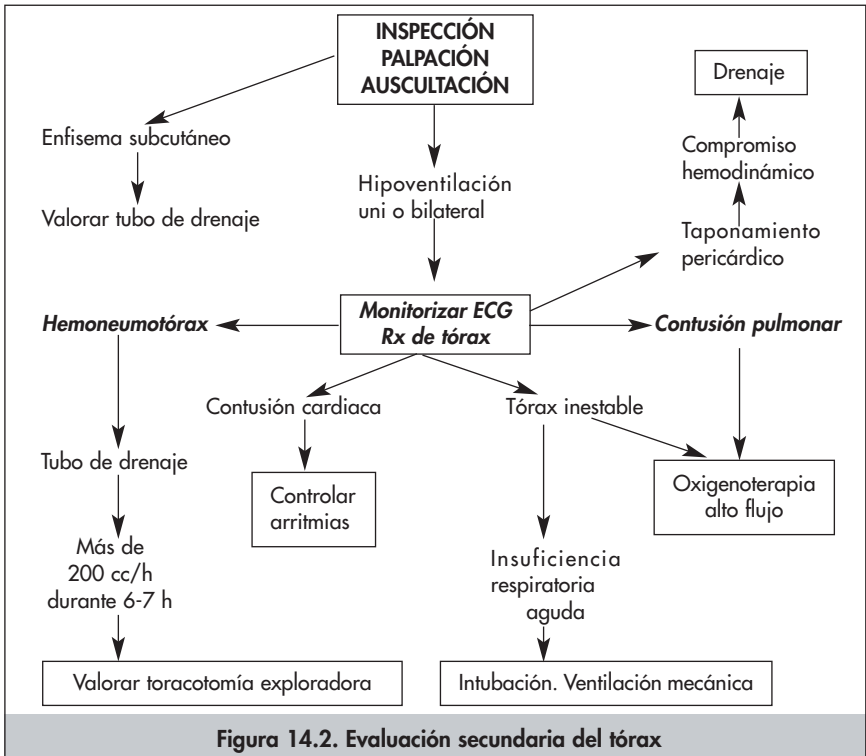 INSPECCIÓN
PALPACIÓN
AUSCULTACIÓN
Drenaje
Enfisema subcutáneo
Compromiso
hemodinámico
Hipoventilación
uni o bilateral
Valorar tubo de drenaje
Taponamiento
pericárdico
Hemoneumotórax
Monitorizar ECG
Rx de tórax
Contusión pulmonar
Contusión cardiaca
Tórax inestable
Tubo de drenaje
Controlar
arritmias
Oxigenoterapia
alto flujo
Más de
200 cc/h
durante 6-7 h
Insuficiencia
respiratoria
aguda
Valorar toracotomía exploradora
Intubación. Ventilación mecánica
Figura 14.2. Evaluación secundaria del tórax